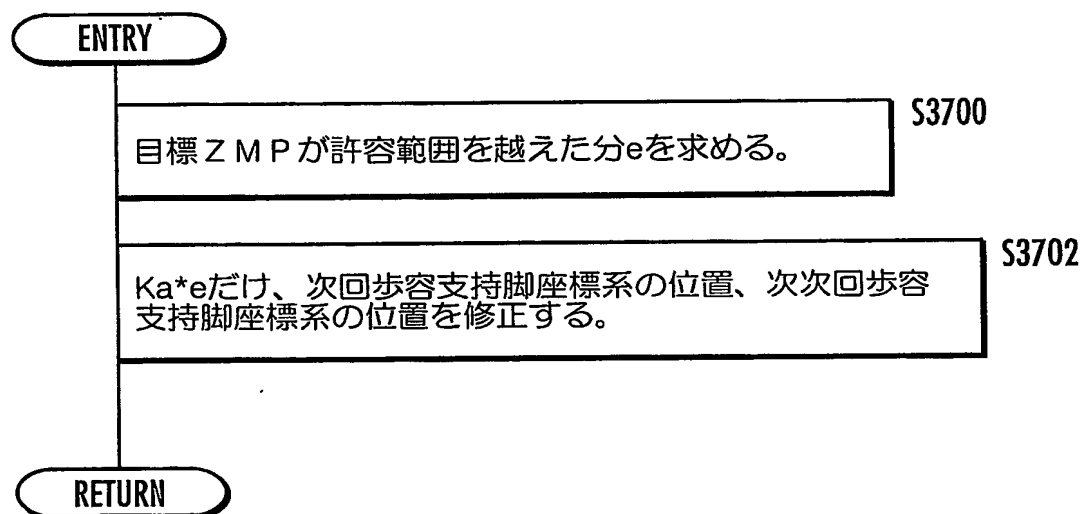 ENTRY
S3700
目標ＺＭＰが許容範囲を越えた分eを求める。
S3702
Ka*eだけ、次回歩容支持脚座標系の位置、次次回歩容
支持脚座標系の位置を修正する。
RETURN